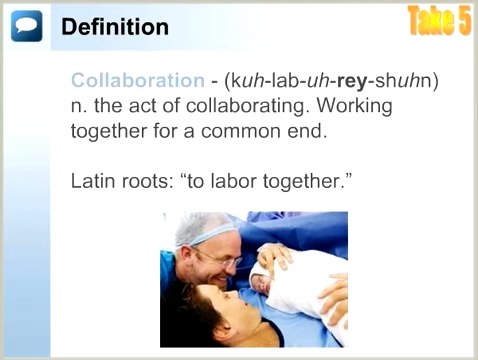 Take 5
Definition
Collaboration - (kuh-lab-uh-rey-shuhn)
n. the act of collaborating. Working
together for a common end.
Latin roots: “to labor together.”